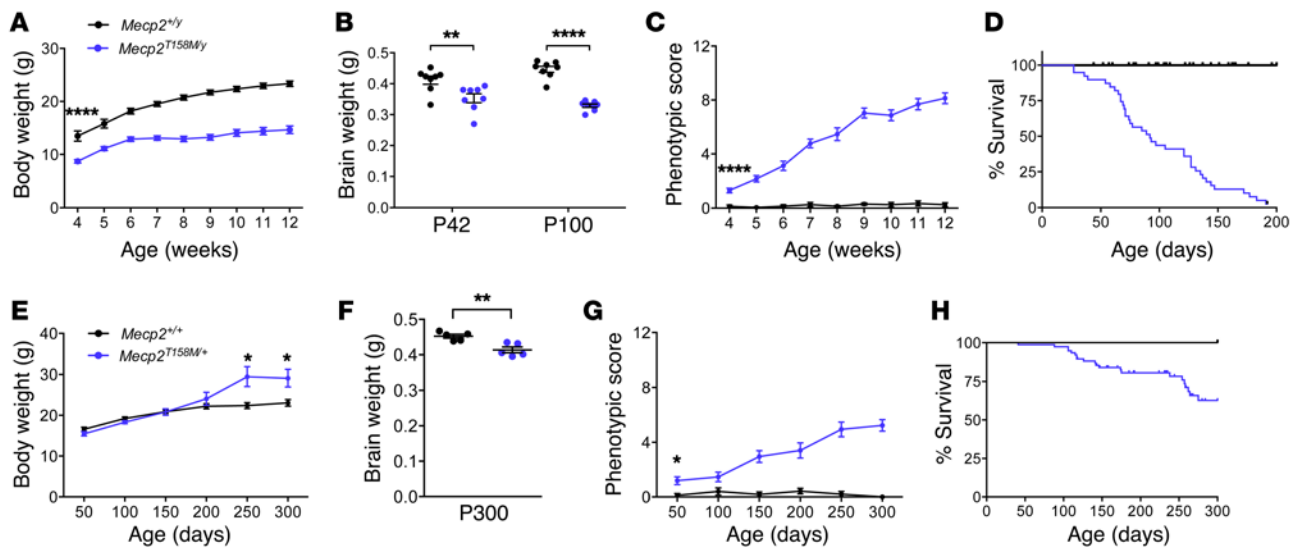 A
Mecp2+/y
Mecp2T158M/y
Body weight (g)
30
20
10
0
****
4 5 6 7 8 9 10 11 12
Age (weeks)
B
Brain weight (g)
0.5
0.4
0.3
0.2
0.1
0.0
** ****
P42 P100
C
Phenotypic score
12
8
4
0
****
4 5 6 7 8 9 10 11 12
Age (weeks)
D
% Survival
100
75
50
25
0
0 50 100 150 200
Age (days)
E
Mecp2+/+
Mecp2T158M/+
Body weight (g)
40
30
20
10
0
* *
50 100 150 200 250 300
Age (days)
F
Brain weight (g)
0.5
0.4
0.3
0.2
0.1
0.0
**
P300
G
Phenotypic score
12
8
4
0
*
50 100 150 200 250 300
Age (days)
H
% Survival
100
75
50
25
0
0 50 100 150 200 250 300
Age (days)